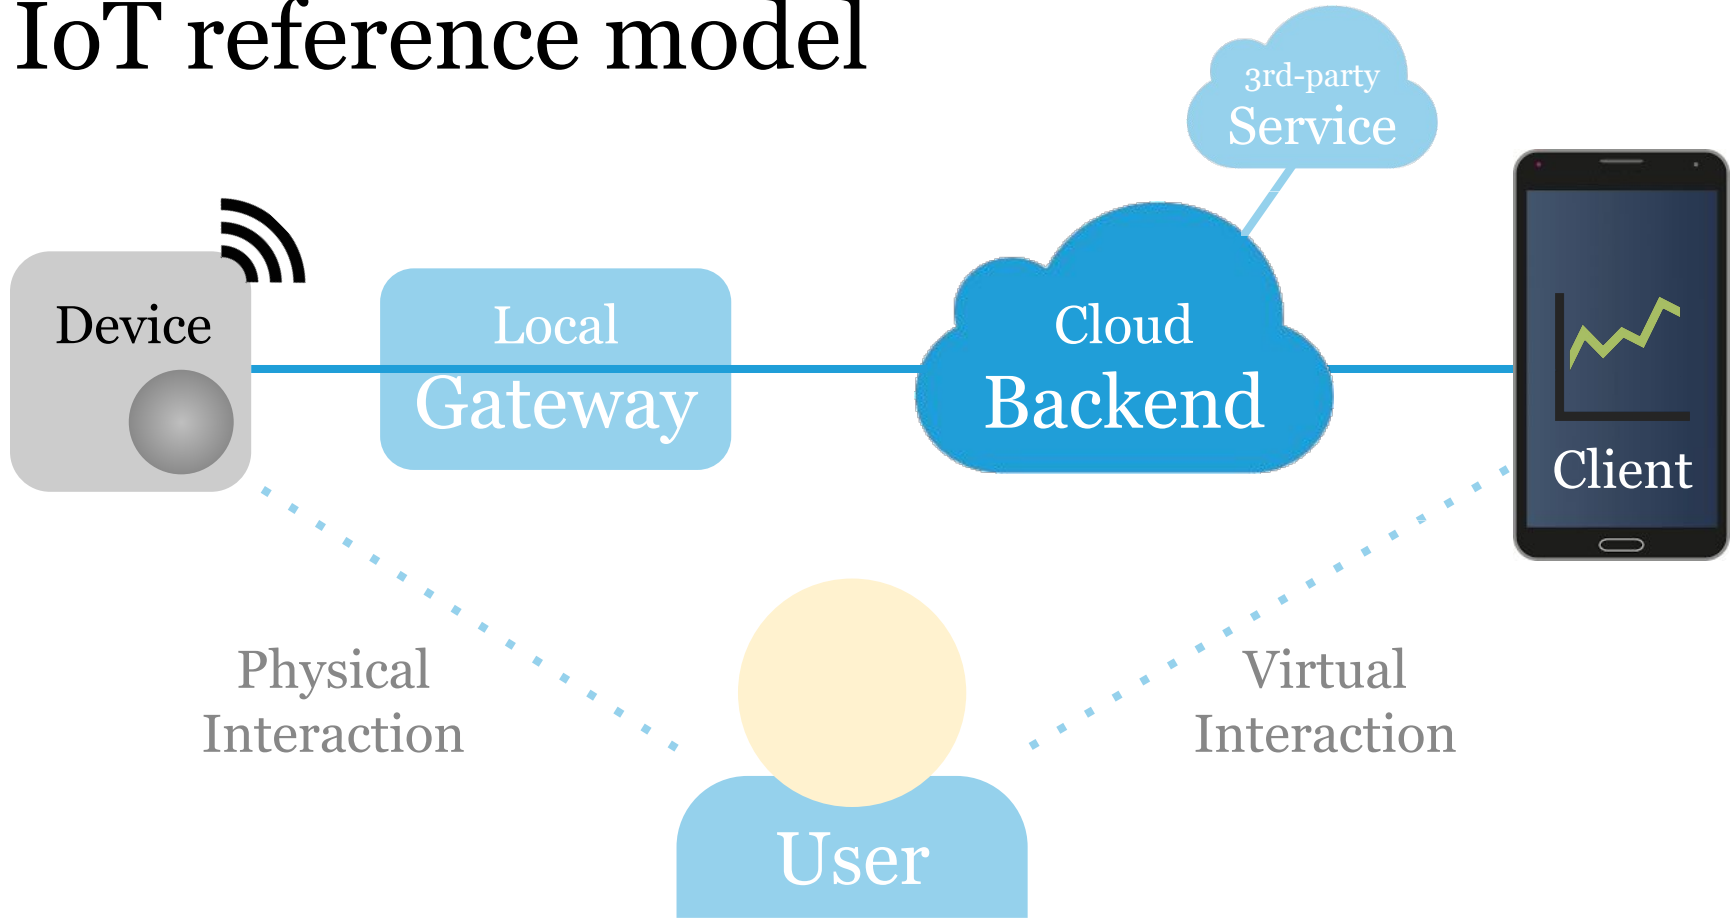 IoT reference model
3rd-party
Service
Device
Local
Gateway
Cloud
Backend
Client
Physical
Interaction
Virtual
Interaction
User